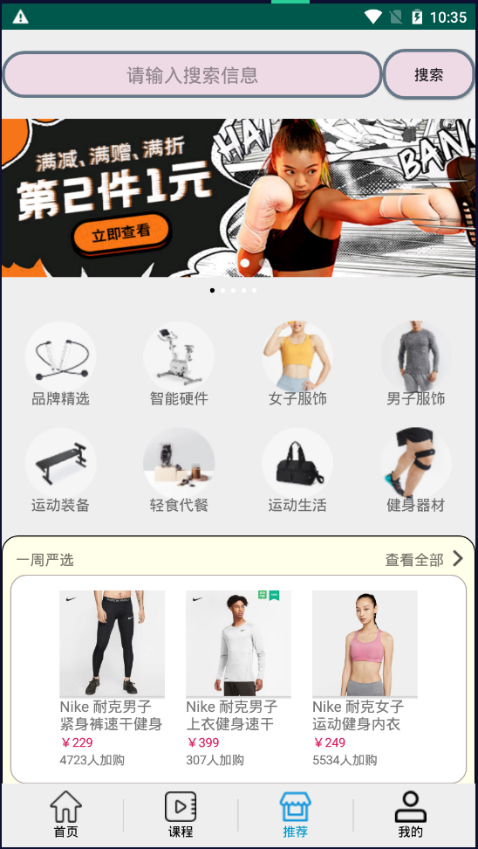 10:35
请输入搜索信息
搜索
满减、满赠、满折
第2件1元
立即查看
HA
BAN
品牌精选
智能硬件
女子服饰
男子服饰
运动装备
轻食代餐
运动生活
健身器材
一周严选
查看全部
Nike 耐克男子
紧身裤速干健身
￥229
4723人加购
Nike 耐克男子
上衣健身速干
￥399
307人加购
Nike 耐克女子
运动健身内衣
￥249
5534人加购
首页
课程
推荐
我的